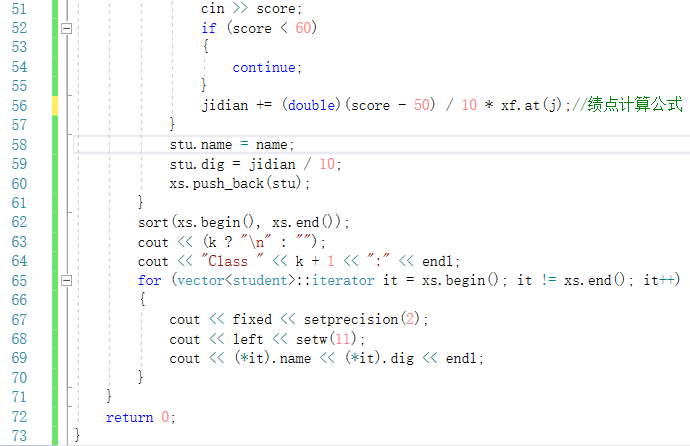 51 cin >> score;
52 if (score < 60)
53 {
54 continue;
55 }
56 jidian += (double)(score - 50) / 10 * xf.at(j);//绩点计算公式
57 }
58 stu.name = name;
59 stu.dig = jidian / 10;
60 xs.push_back(stu);
61 }
62 sort(xs.begin(), xs.end());
63 cout << (k ? "\n" : "");
64 cout << "Class " << k + 1 << ":" << endl;
65 for (vector<student>::iterator it = xs.begin(); it != xs.end(); it++)
66 {
67 cout << fixed << setprecision(2);
68 cout << left << setw(11);
69 cout << (*it).name << (*it).dig << endl;
70 }
71 }
72 return 0;
73 }